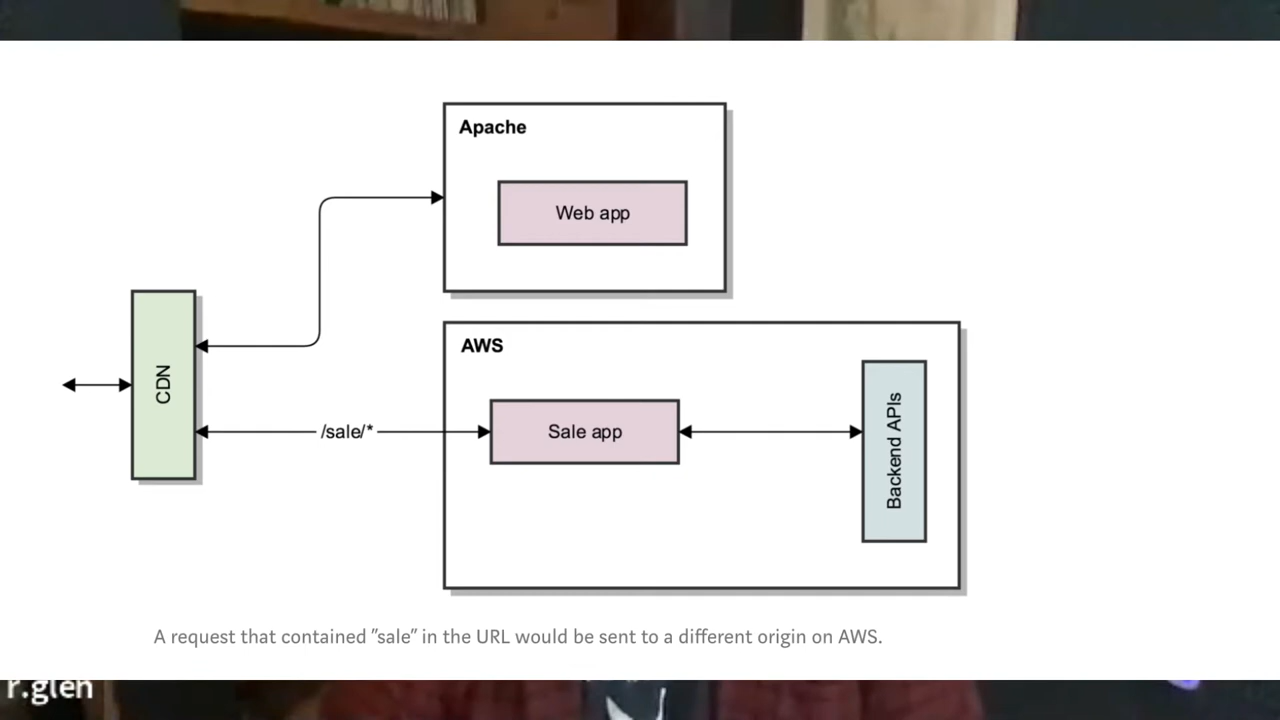 Apache
Web app
CDN
AWS
/sale/*
Sale app
Backend APIs
A request that contained "sale" in the URL would be sent to a different origin on AWS.
r.glen